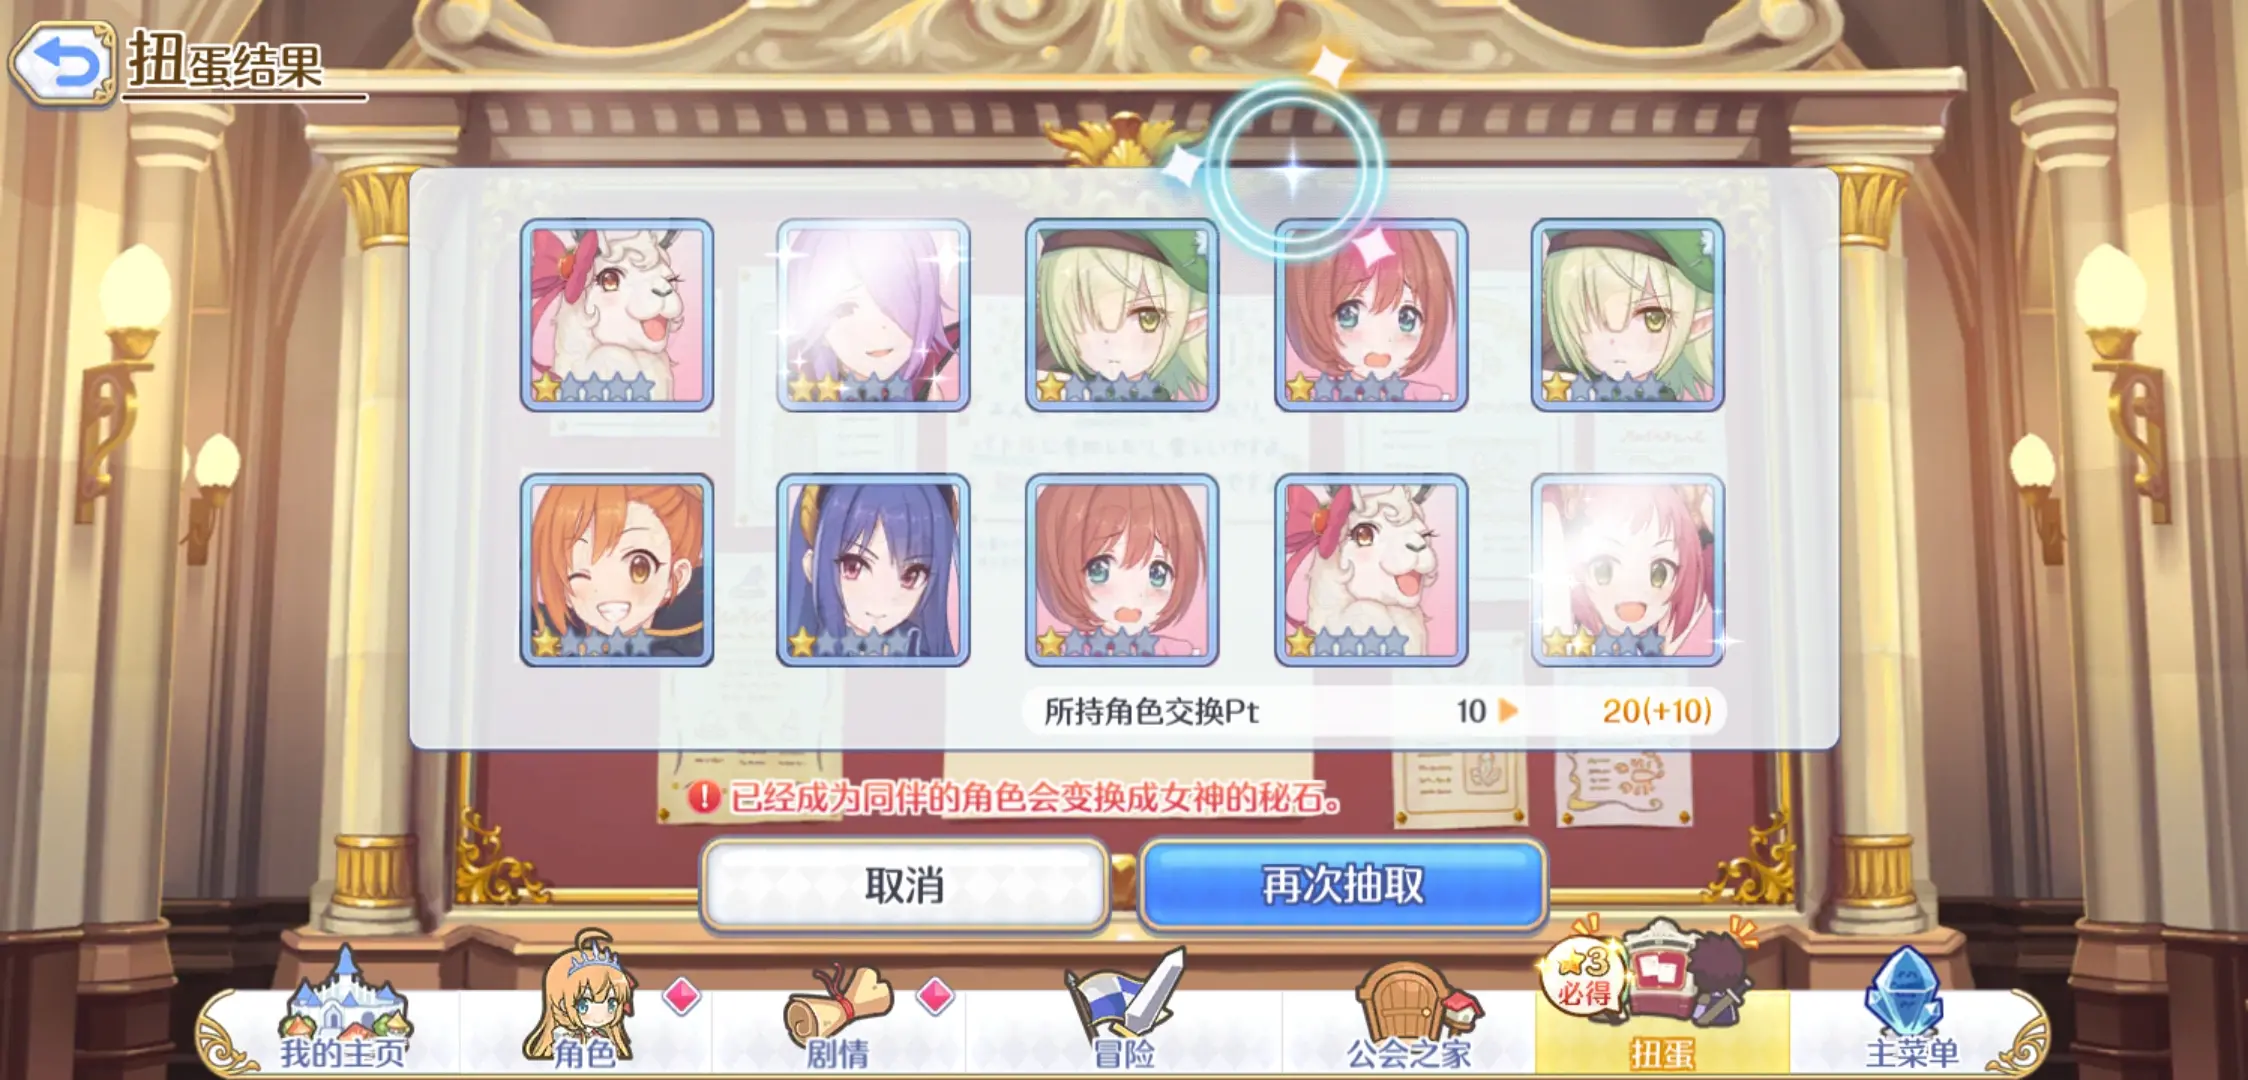 扭蛋结果
所持角色交换Pt 10 20(+10)
已经成为同伴的角色会变换成女神的秘石。
取消
再次抽取
3
必得
我的主页
角色
剧情
冒险
公会之家
扭蛋
主菜单